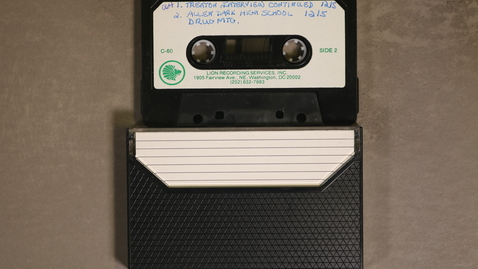 1. TRENTON INTERVIEW CONTINUED 12/5
2. ALLEN PARK HIGH SCHOOL 12/5
DRUG MTG.
C-60
SIDE 2
LION RECORDING SERVICES, INC.
1905 Fairview Ave., NE, Washington, DC 20002
(202) 832-7883